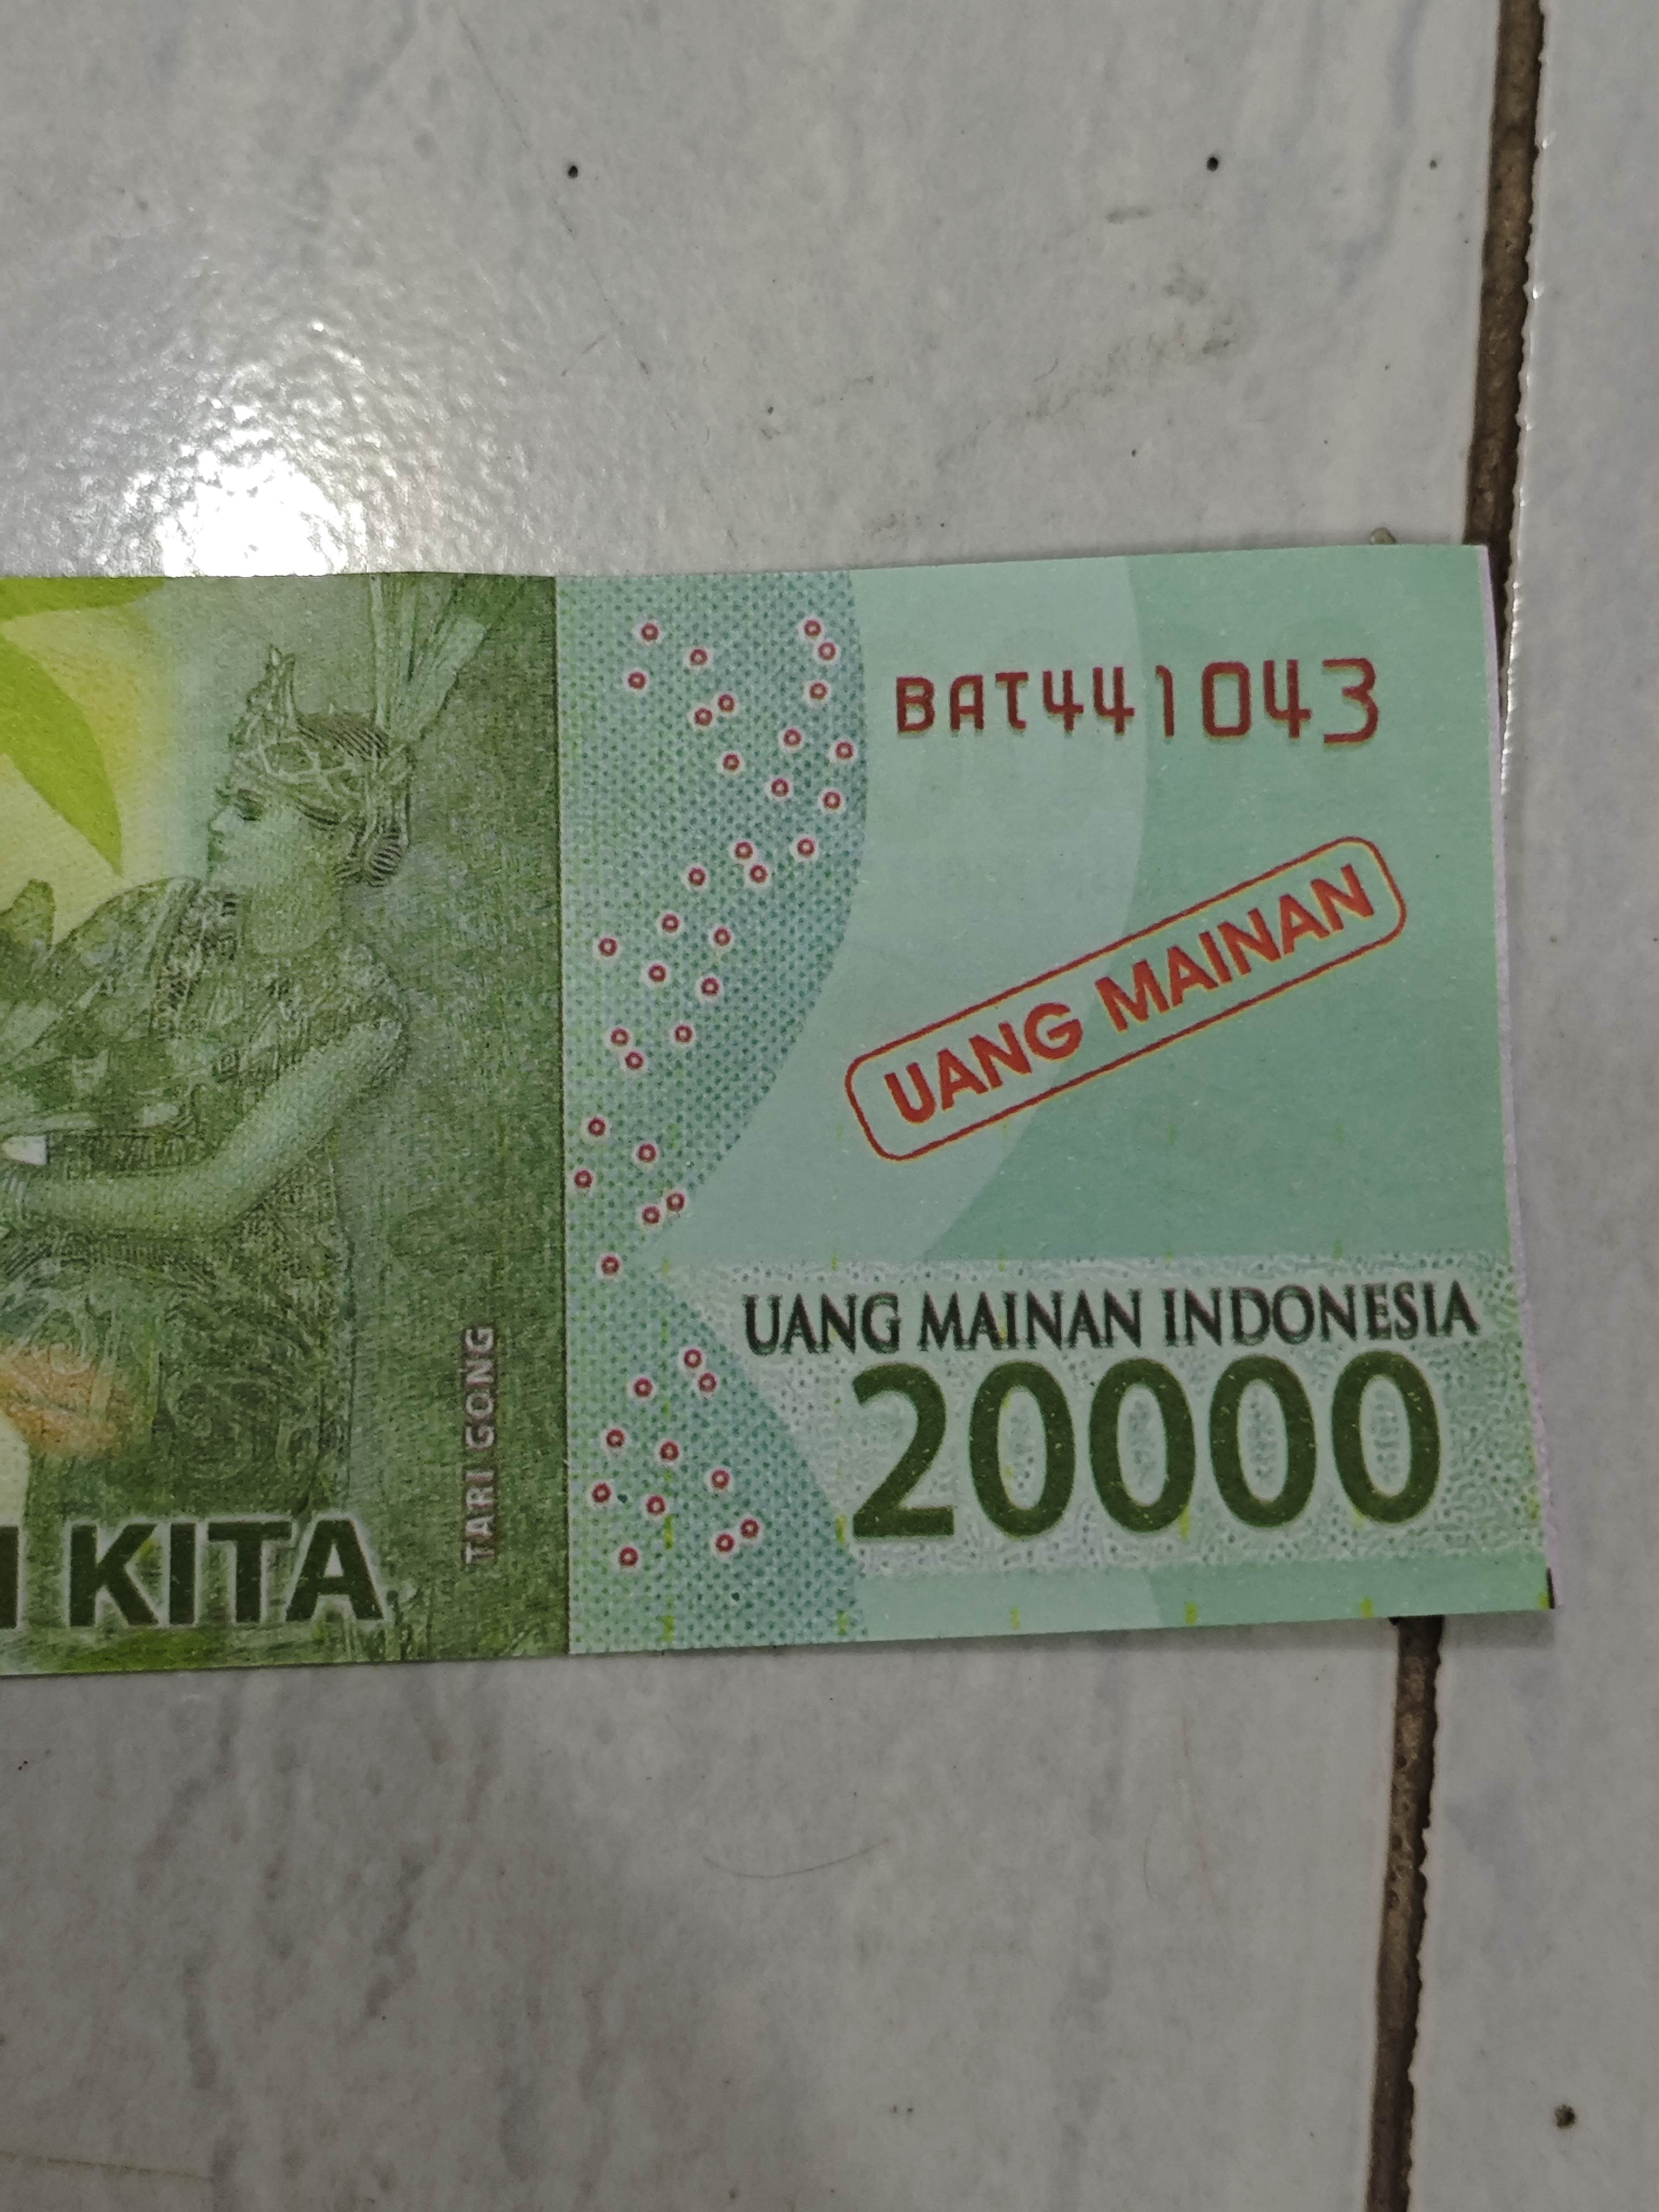 BAT441043
UANG MAINAN
UANG MAINAN INDONESIA
20000
TARI GONG
KITA